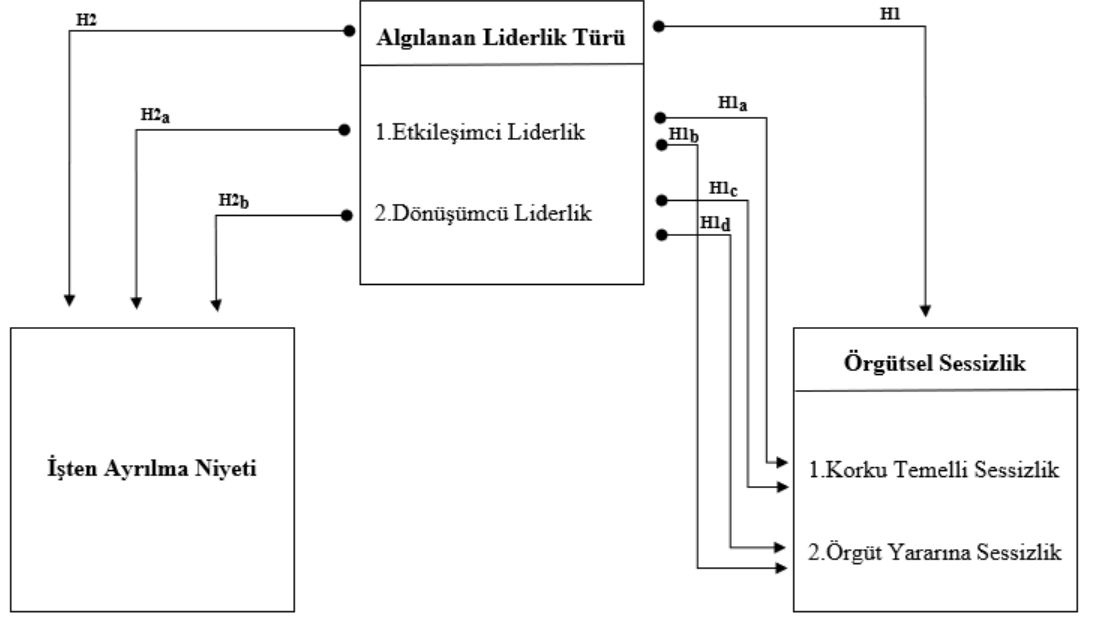 H2
Algılanan Liderlik Türü
H1
H2a
1.Etkileşimci Liderlik
H1a
H1b
H2b
2.Dönüşümcü Liderlik
H1c
H1d
Örgütsel Sessizlik
İşten Ayrılma Niyeti
1.Korku Temelli Sessizlik
2.Örgüt Yararına Sessizlik